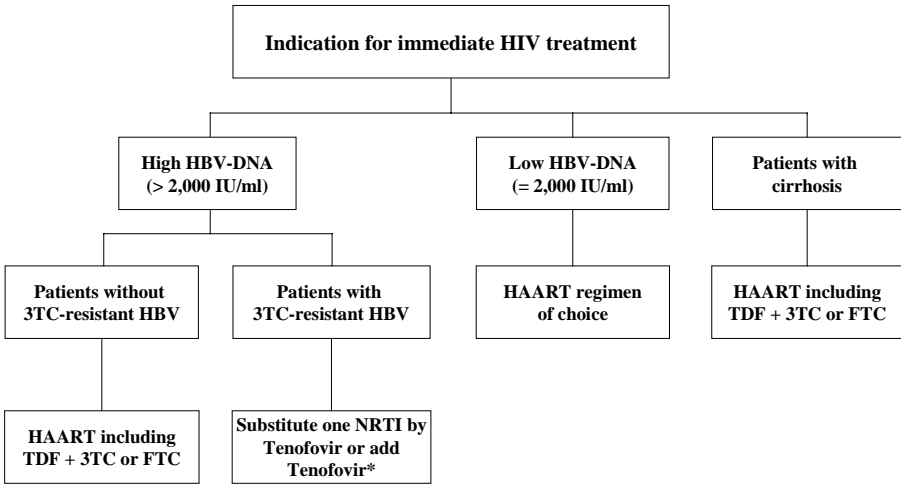 Indication for immediate HIV treatment
High HBV-DNA
(> 2,000 IU/ml)
Low HBV-DNA
(= 2,000 IU/ml)
Patients with
cirrhosis
Patients without
3TC-resistant HBV
Patients with
3TC-resistant HBV
HAART regimen
of choice
HAART including
TDF + 3TC or FTC
HAART including
TDF + 3TC or FTC
Substitute one NRTI by
Tenofovir or add
Tenofovir*